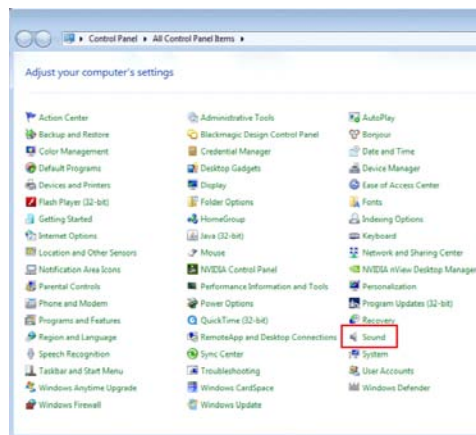 Control Panel ▸ All Control Panel Items ▸
Adjust your computer's settings
Action Center
Administrative Tools
AutoPlay
Backup and Restore
Blackmagic Design Control Panel
Bonjour
Color Management
Credential Manager
Date and Time
Default Programs
Desktop Gadgets
Device Manager
Devices and Printers
Display
Ease of Access Center
Flash Player (32-bit)
Folder Options
Fonts
Getting Started
HomeGroup
Indexing Options
Internet Options
Java (32-bit)
Keyboard
Location and Other Sensors
Mouse
Network and Sharing Center
Notification Area Icons
NVIDIA Control Panel
NVIDIA nView Desktop Manager
Parental Controls
Performance Information and Tools
Personalization
Phone and Modem
Power Options
Program Updates (32-bit)
Programs and Features
QuickTime (32-bit)
Recovery
Region and Language
RemoteApp and Desktop Connections
Sound
Speech Recognition
Sync Center
System
Taskbar and Start Menu
Troubleshooting
User Accounts
Windows Anytime Upgrade
Windows CardSpace
Windows Defender
Windows Firewall
Windows Update